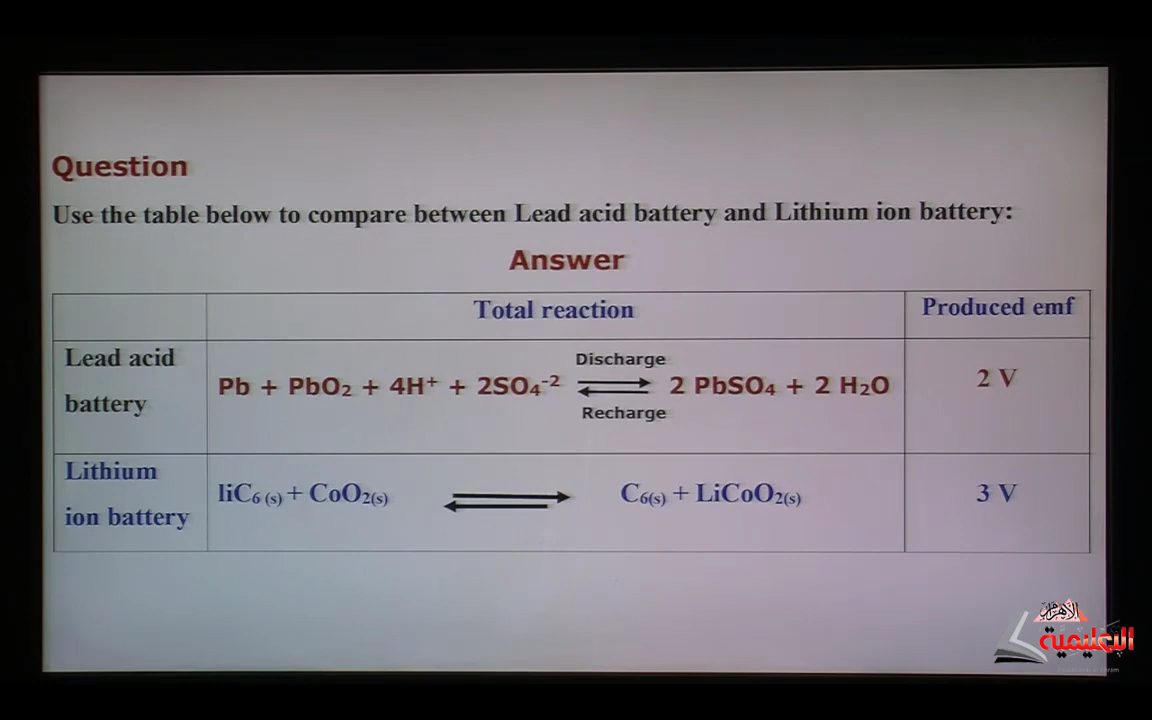 Question
Use the table below to compare between Lead acid battery and Lithium ion battery:
Answer
Total reaction
Produced emf
Lead acid
battery
Discharge
Pb + PbO₂ + 4H⁺ + 2SO₄⁻² ⇌ 2 PbSO₄ + 2 H₂O
Recharge
2 V
Lithium
ion battery
liC₆ (s) + CoO₂(s) ⇌ C₆(s) + LiCoO₂(s)
3 V
الأهرام
التعليمية